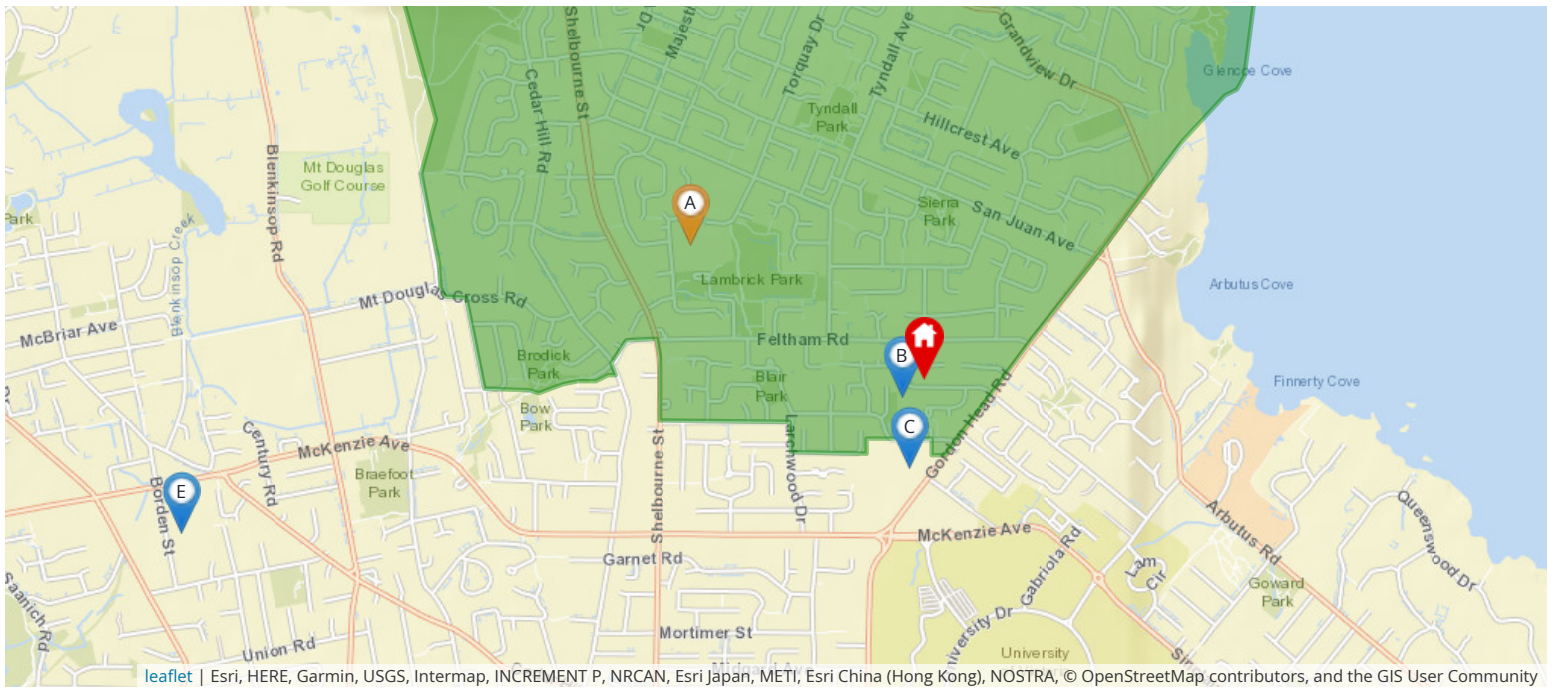 Shelbourne St
Dr
Majest
Torquay Dr
Tyndall Ave
Grandview Dr
Glencoe Cove
Cedar Hill Rd
Tyndall
Park
Hillcrest Ave
Blenkinsop Rd
Mt Douglas
Golf Course
Park
Blenkinsop Creek
A
Sierra
Park
San Juan Ave
Lambrick Park
Arbutus Cove
Mt Douglas Cross Rd
McBriar Ave
Feltham Rd
Brodick
Park
B
Blair
Park
Finnerty Cove
Dr
Bow
Park
C
Gordon Head Rd
Larchwood Dr
Century Rd
McKenzie Ave
Shelbourne St
Braefoot
Park
E
Borden St
McKenzie Ave
Garnet Rd
Gabriola Rd
Arbutus Rd
Queenswood Dr
Lam
Cir
Goward
Park
Saanich Rd
Union Rd
Mortimer St
University Dr
University
Midgard Ave
leaflet | Esri, HERE, Garmin, USGS, Intermap, INCREMENT P, NRCAN, Esri Japan, METI, Esri China (Hong Kong), NOSTRA, © OpenStreetMap contributors, and the GIS User Community